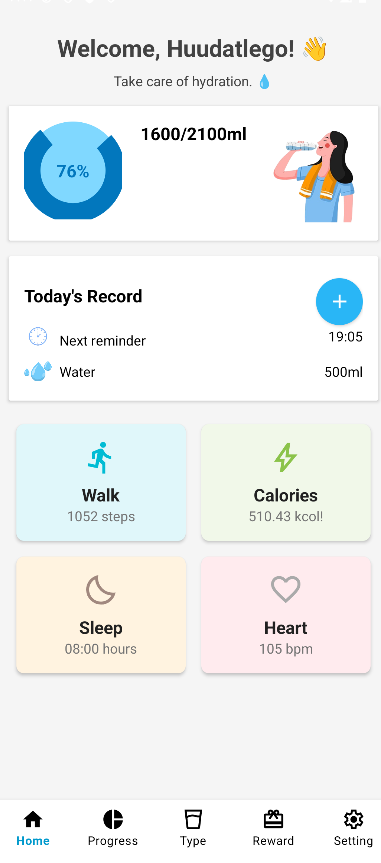 Welcome, Huudatlego! 👋
Take care of hydration. 💧
76%
1600/2100ml
Today's Record
Next reminder 19:05
Water 500ml
Walk
1052 steps
Calories
510.43 kcol!
Sleep
08:00 hours
Heart
105 bpm
Home Progress Type Reward Setting